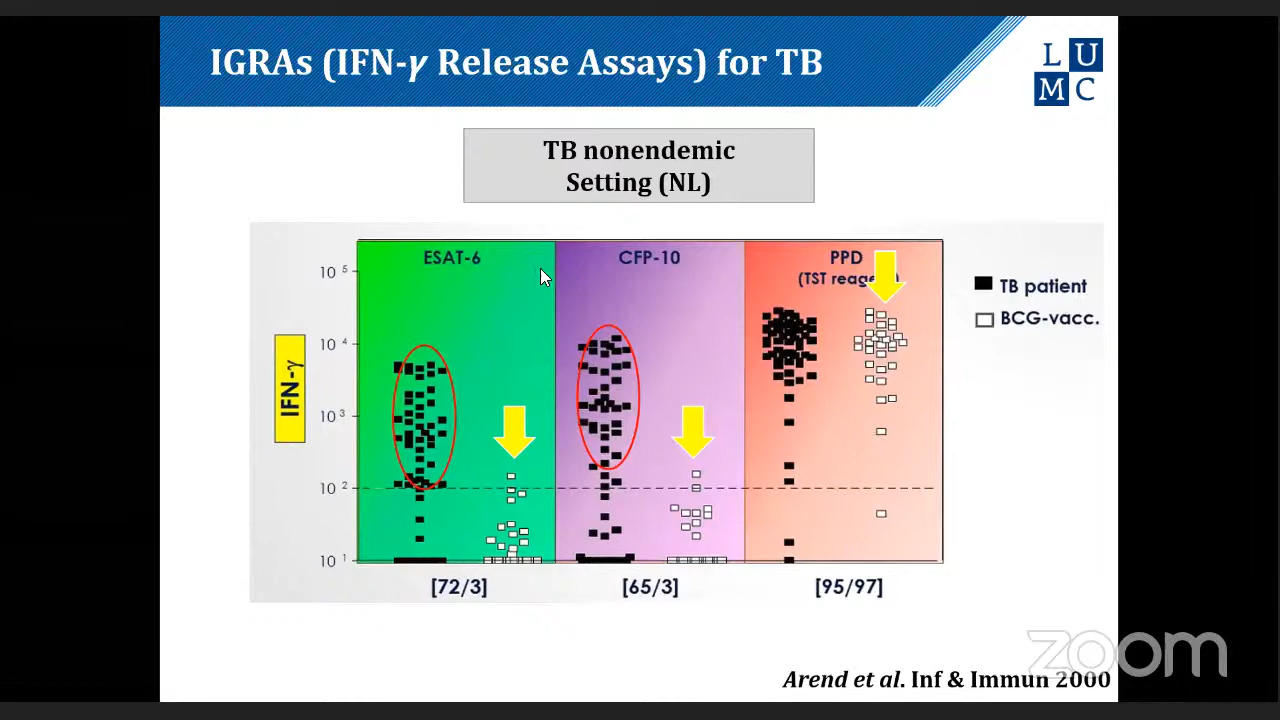 IGRAs (IFN-γ Release Assays) for TB
L U
M C
TB nonendemic
Setting (NL)
ESAT-6
CFP-10
PPD
(TST
10 5
10 4
10 3
10 2
10 1
IFN-γ
TB patient
BCG-vacc.
[72/3]
[65/3]
[95/97]
zoom
Arend et al. Inf & Immun 2000